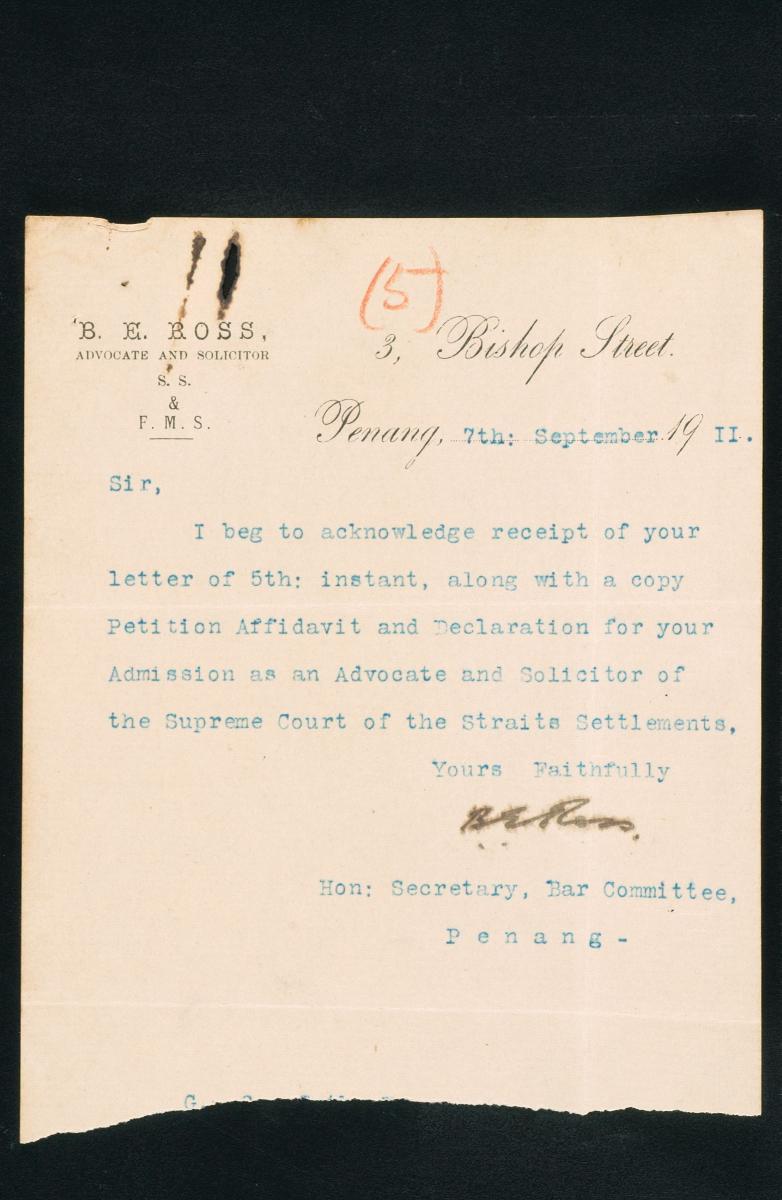 (5)
B. E. ROSS,
ADVOCATE AND SOLICITOR
S. S.
&
F. M. S.
3, Bishop Street.
Penang, 7th: September 19 II.
Sir,
I beg to acknowledge receipt of your
letter of 5th: instant, along with a copy
Petition Affidavit and Declaration for your
Admission as an Advocate and Solicitor of
the Supreme Court of the Straits Settlements,
Yours Faithfully
B E Ross.
Hon: Secretary, Bar Committee,
Penang-